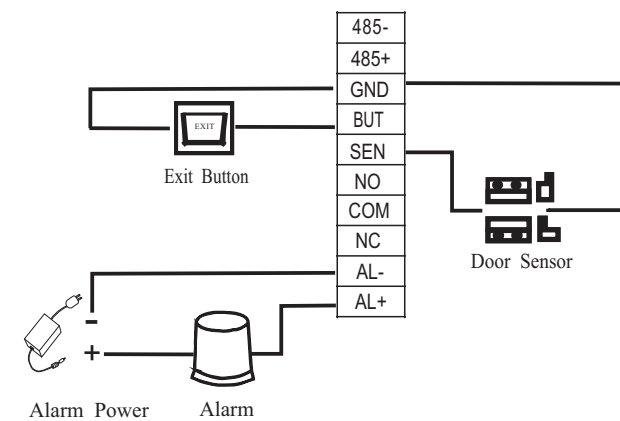 485-
485+
GND
BUT
SEN
NO
COM
NC
AL-
AL+
EXIT
Exit Button
Door Sensor
-
+
Alarm Power
Alarm